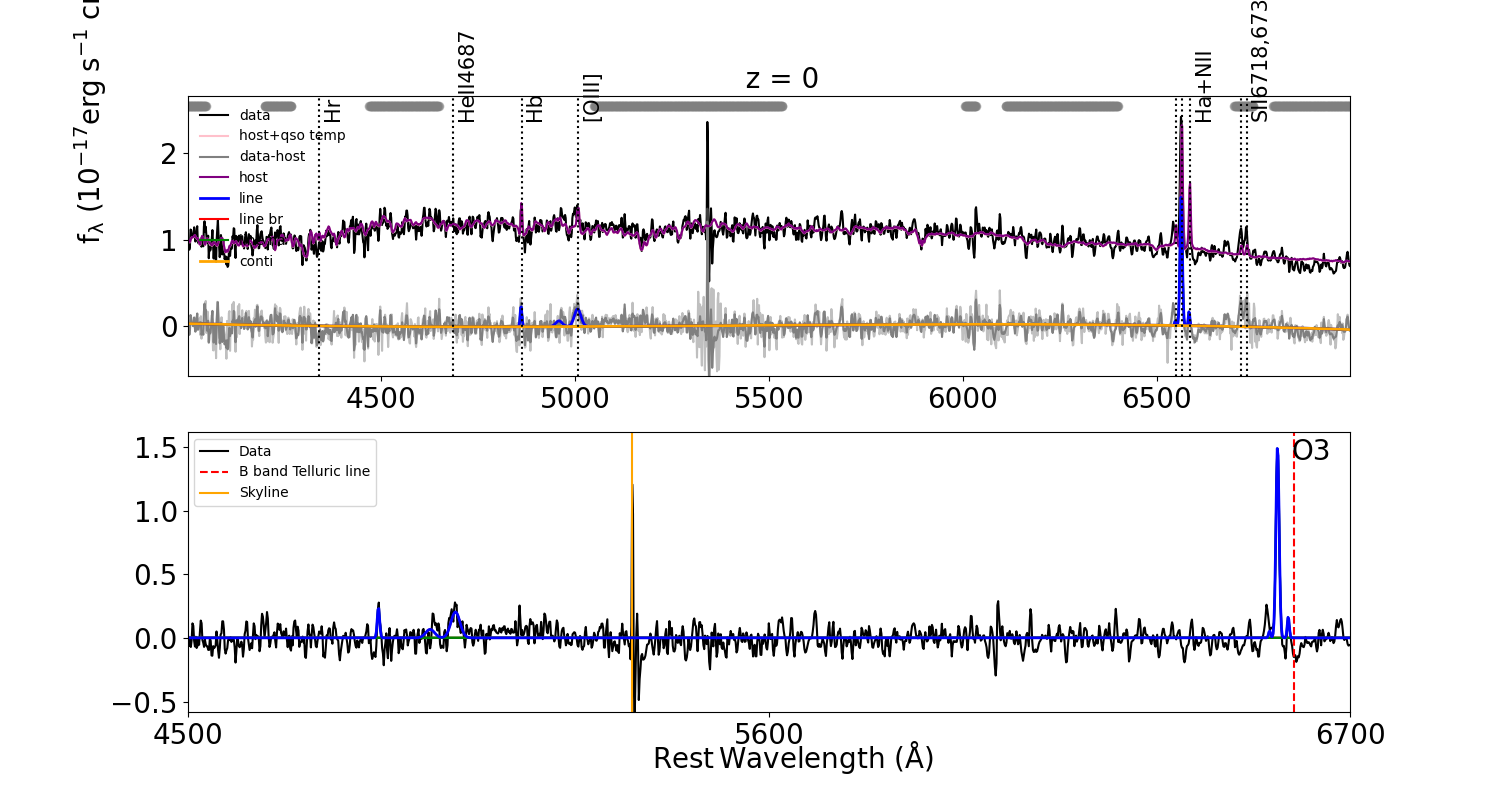 z = 0
fλ (10⁻¹⁷erg s⁻¹ c
Hr
HeII4687
Hb
[OIII]
Ha+NII
SII6718,673
data
host+qso temp
data-host
host
line
line br
conti
2
1
0
4500
5000
5500
6000
6500
Data
B band Telluric line
Skyline
O3
1.5
1.0
0.5
0.0
−0.5
4500
5600
6700
Rest Wavelength (Å)